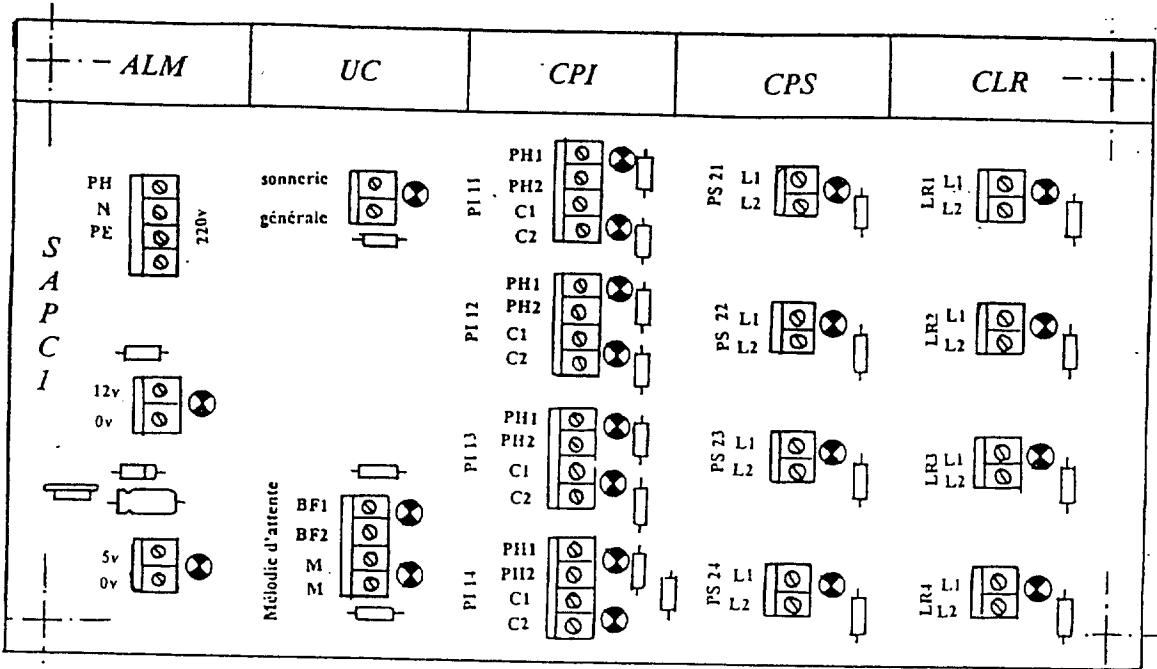 ALM
UC
CPI
CPS
CLR
SAPC1
PH
N
PE
220v
12v
0v
5v
0v
sonnerie
générale
Mélodie d'attente
BF1
BF2
M
M
PI 11
PH1
PH2
C1
C2
PI 12
PH1
PH2
C1
C2
PI 13
PH1
PH2
C1
C2
PI 14
PH1
PH2
C1
C2
PS 21
L1
L2
PS 22
L1
L2
PS 23
L1
L2
PS 24
L1
L2
LR1
L1
L2
LR2
L1
L2
LR3
L1
L2
LR4
L1
L2